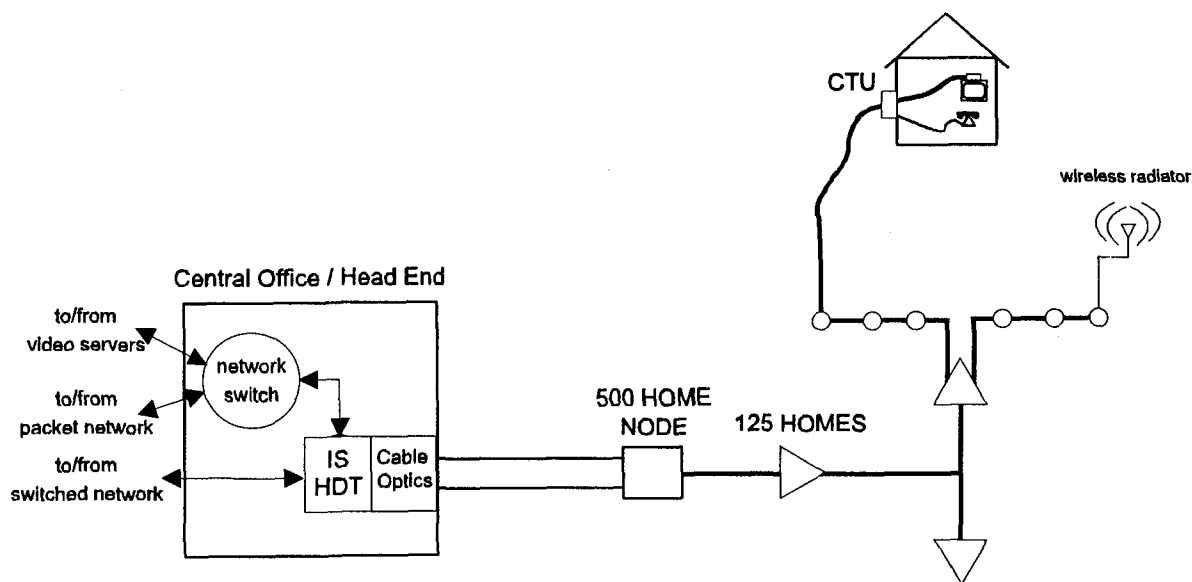 CTU
wireless radiator
Central Office / Head End
to/from
video servers
network
switch
to/from
packet network
to/from
switched network
IS
HDT
Cable
Optics
500 HOME
NODE
125 HOMES